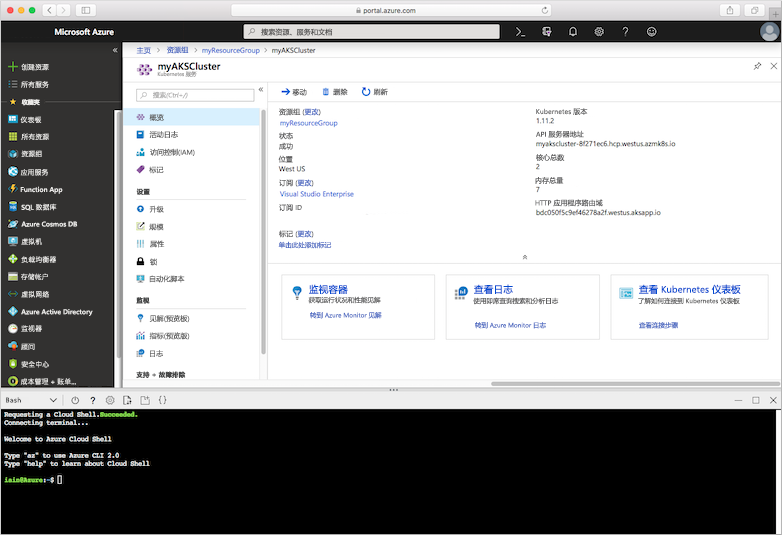 portal.azure.com
Microsoft Azure
搜索资源、服务和文档
主页 > 资源组 > myResourceGroup > myAKSCluster
创建资源
所有服务
收藏夹
仪表板
所有资源
资源组
应用服务
Function App
SQL 数据库
Azure Cosmos DB
虚拟机
负载均衡器
存储帐户
虚拟网络
Azure Active Directory
监视器
顾问
安全中心
成本管理 + 账单...
myAKSCluster
Kubernetes 服务
搜索(Ctrl+/)
概览
活动日志
访问控制(IAM)
标记
设置
升级
规模
属性
锁
自动化脚本
监视
见解(预览版)
指标(预览版)
日志
支持 + 故障排除
移动
删除
刷新
资源组 (更改)
myResourceGroup
状态
成功
位置
West US
订阅 (更改)
Visual Studio Enterprise
订阅 ID
标记 (更改)
单击此处添加标记
Kubernetes 版本
1.11.2
API 服务器地址
myakscluster-8f271ec6.hcp.westus.azmk8s.io
核心总数
2
内存总量
7
HTTP 应用程序路由域
bdc050f5c9ef46278a2f.westus.aksapp.io
监视容器
获取运行状况和性能见解
转到 Azure Monitor 见解
查看日志
使用异常查询搜索和分析日志
转到 Azure Monitor 日志
查看 Kubernetes 仪表板
了解如何连接到 Kubernetes 仪表板
查看连接步骤
Bash
Requesting a Cloud Shell.Succeeded.
Connecting terminal...
Welcome to Azure Cloud Shell
Type "az" to use Azure CLI 2.0
Type "help" to learn about Cloud Shell
iain@Azure:~$